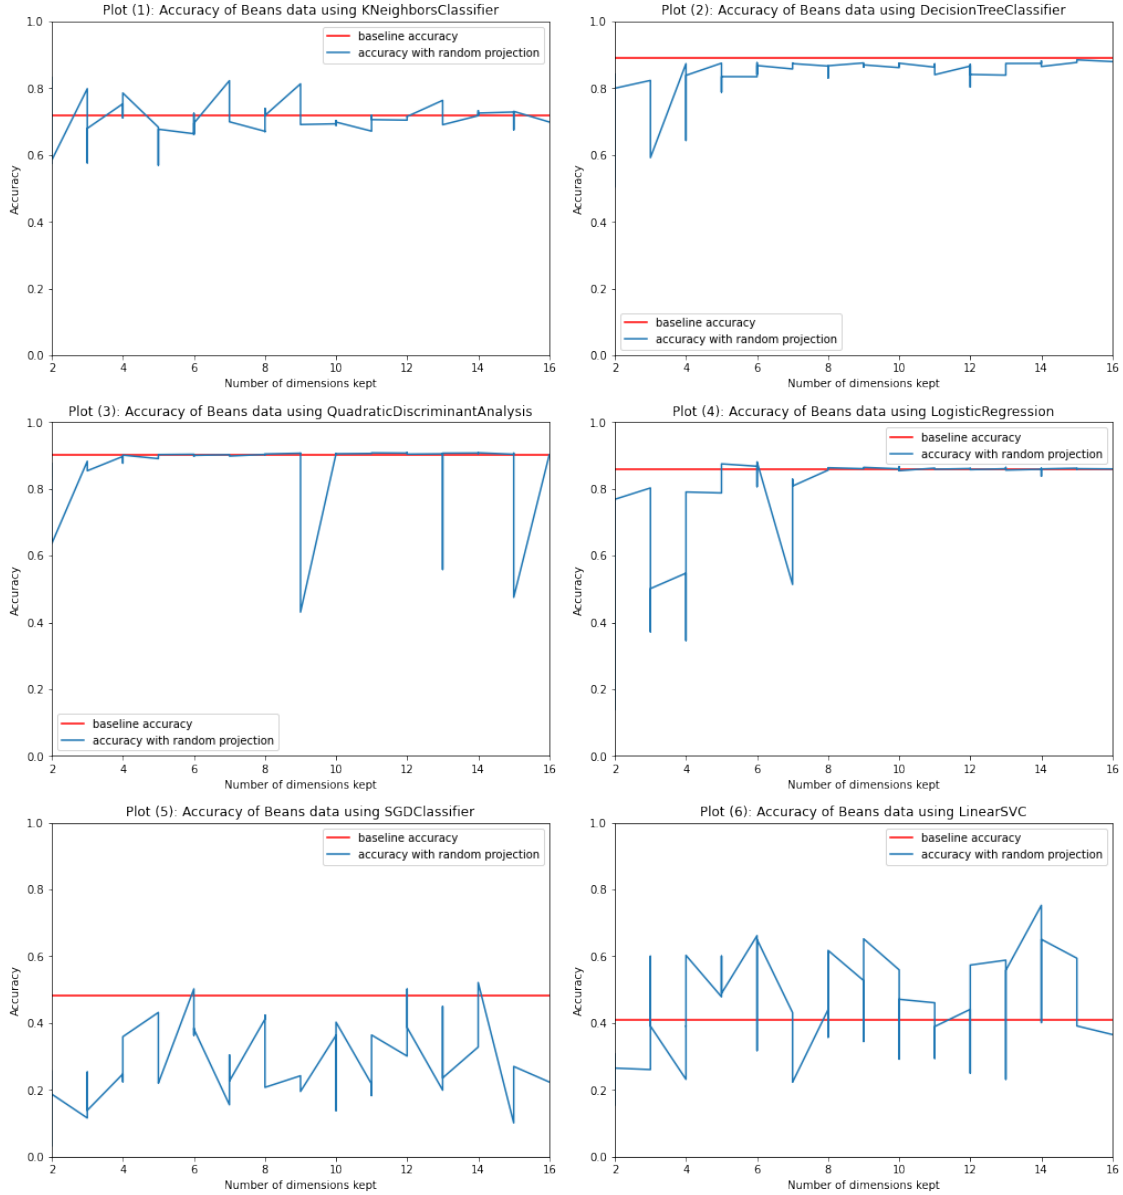 Plot (1): Accuracy of Beans data using KNeighborsClassifier
1.0
0.8
0.6
0.4
0.2
0.0
Accuracy
baseline accuracy
accuracy with random projection
2 4 6 8 10 12 14 16
Number of dimensions kept
Plot (2): Accuracy of Beans data using DecisionTreeClassifier
1.0
0.8
0.6
0.4
0.2
0.0
Accuracy
baseline accuracy
accuracy with random projection
2 4 6 8 10 12 14 16
Number of dimensions kept
Plot (3): Accuracy of Beans data using QuadraticDiscriminantAnalysis
1.0
0.8
0.6
0.4
0.2
0.0
Accuracy
baseline accuracy
accuracy with random projection
2 4 6 8 10 12 14 16
Number of dimensions kept
Plot (4): Accuracy of Beans data using LogisticRegression
1.0
0.8
0.6
0.4
0.2
0.0
Accuracy
baseline accuracy
accuracy with random projection
2 4 6 8 10 12 14 16
Number of dimensions kept
Plot (5): Accuracy of Beans data using SGDClassifier
1.0
0.8
0.6
0.4
0.2
0.0
Accuracy
baseline accuracy
accuracy with random projection
2 4 6 8 10 12 14 16
Number of dimensions kept
Plot (6): Accuracy of Beans data using LinearSVC
1.0
0.8
0.6
0.4
0.2
0.0
Accuracy
baseline accuracy
accuracy with random projection
2 4 6 8 10 12 14 16
Number of dimensions kept